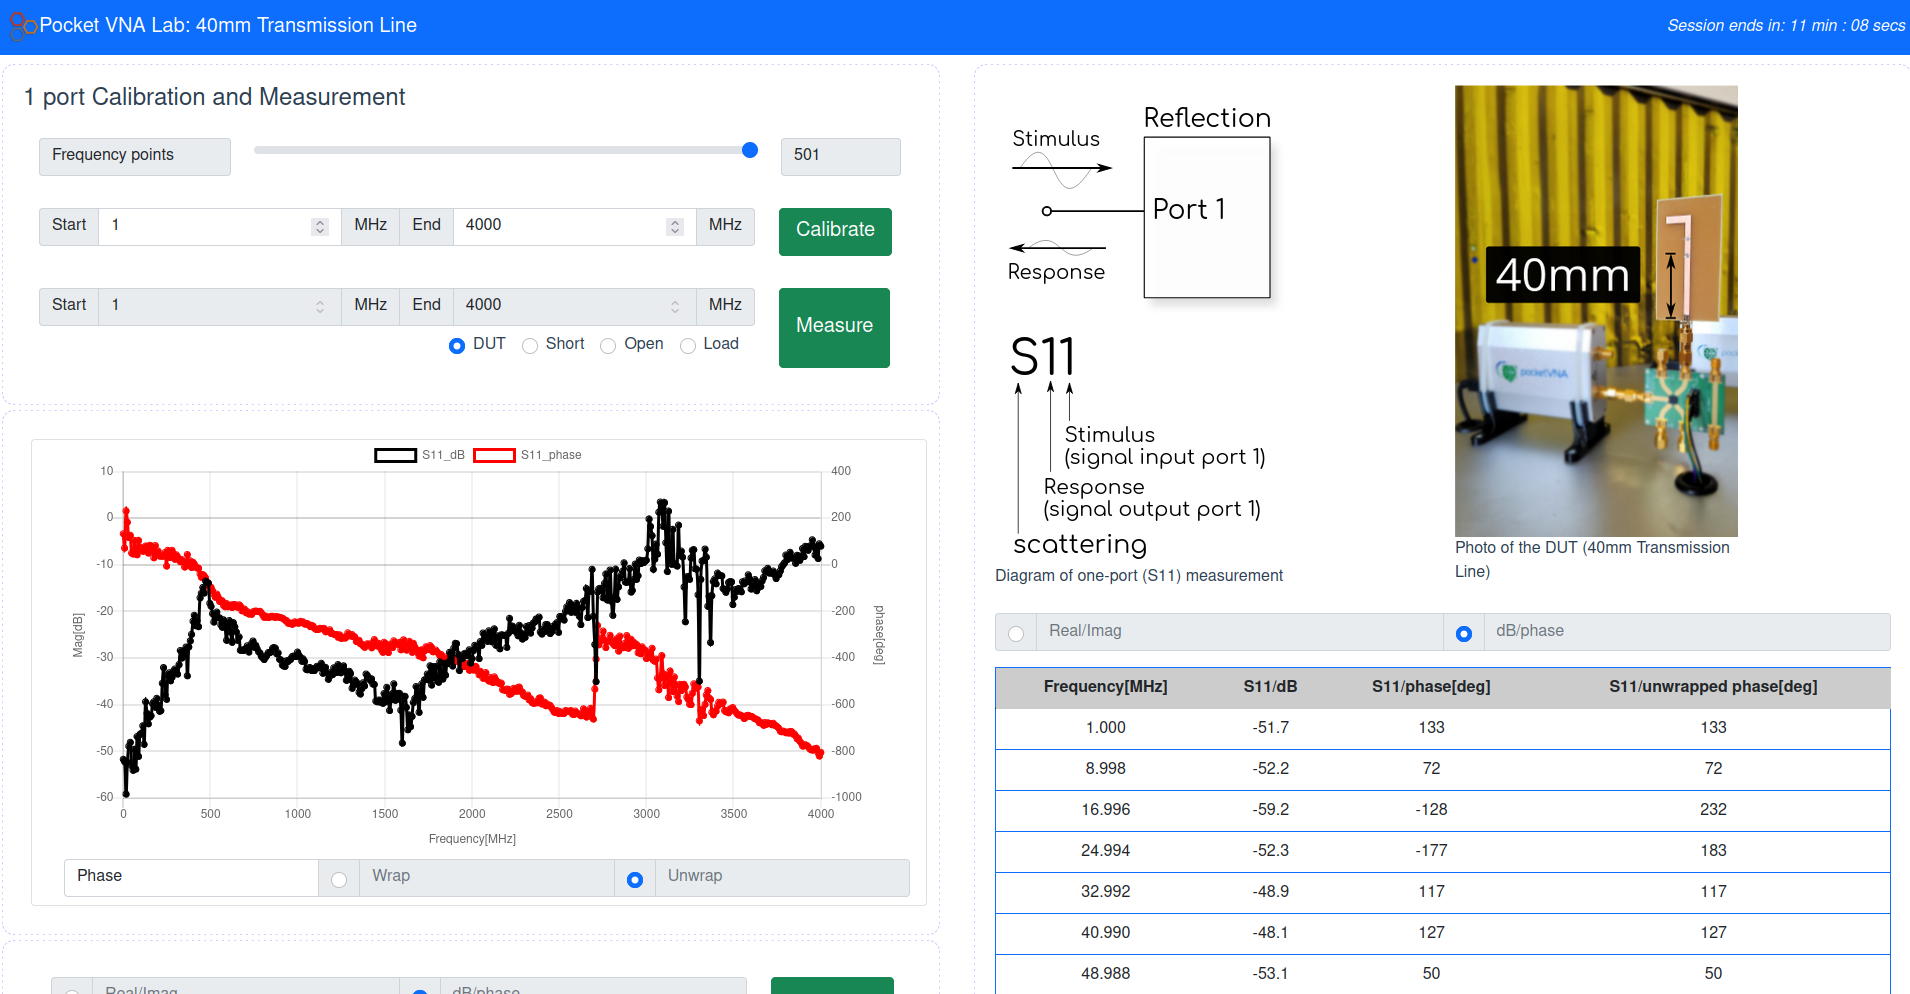 Pocket VNA Lab: 40mm Transmission Line
Session ends in: 11 min : 08 secs
1 port Calibration and Measurement
Frequency points
501
Start 1 MHz End 4000 MHz
Calibrate
Start 1 MHz End 4000 MHz
Measure
DUT Short Open Load
S11_dB S11_phase
10
0
-10
-20
-30
-40
-50
-60
Mag[dB]
400
200
0
-200
-400
-600
-800
-1000
phase[deg]
0 500 1000 1500 2000 2500 3000 3500 4000
Frequency[MHz]
Phase Wrap Unwrap
Real/Imag dB/phase
Reflection
Stimulus
Port 1
Response
S11
Stimulus
(signal input port 1)
Response
(signal output port 1)
scattering
Diagram of one-port (S11) measurement
40mm
pocketVNA
Photo of the DUT (40mm Transmission
Line)
Real/Imag dB/phase
Frequency[MHz] S11/dB S11/phase[deg] S11/unwrapped phase[deg]
1.000 -51.7 133 133
8.998 -52.2 72 72
16.996 -59.2 -128 232
24.994 -52.3 -177 183
32.992 -48.9 117 117
40.990 -48.1 127 127
48.988 -53.1 50 50